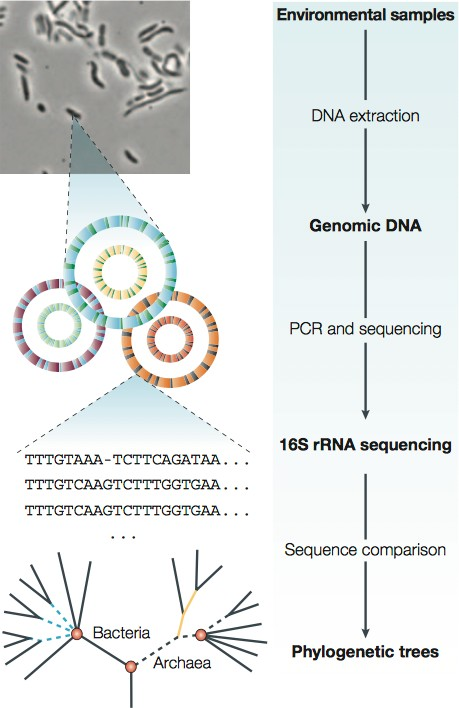 Environmental samples
DNA extraction
Genomic DNA
PCR and sequencing
16S rRNA sequencing
TTTGTAAA-TCTTCAGATAA...
TTTGTCAAGTCTTTGGTGAA...
TTTGTCAAGTCTTTGGTGAA...
...
Sequence comparison
Bacteria
Archaea
Phylogenetic trees